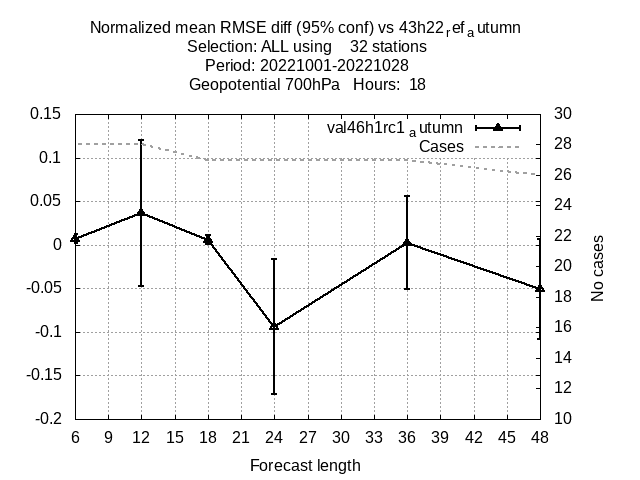 Normalized mean RMSE diff (95% conf) vs 43h22refautumn
Selection: ALL using 32 stations
Period: 20221001-20221028
Geopotential 700hPa Hours: 18
val46h1rc1autumn
Cases
0.15
0.1
0.05
0
-0.05
-0.1
-0.15
-0.2
30
28
26
24
22
20
18
16
14
12
10
No cases
6 9 12 15 18 21 24 27 30 33 36 39 42 45 48
Forecast length